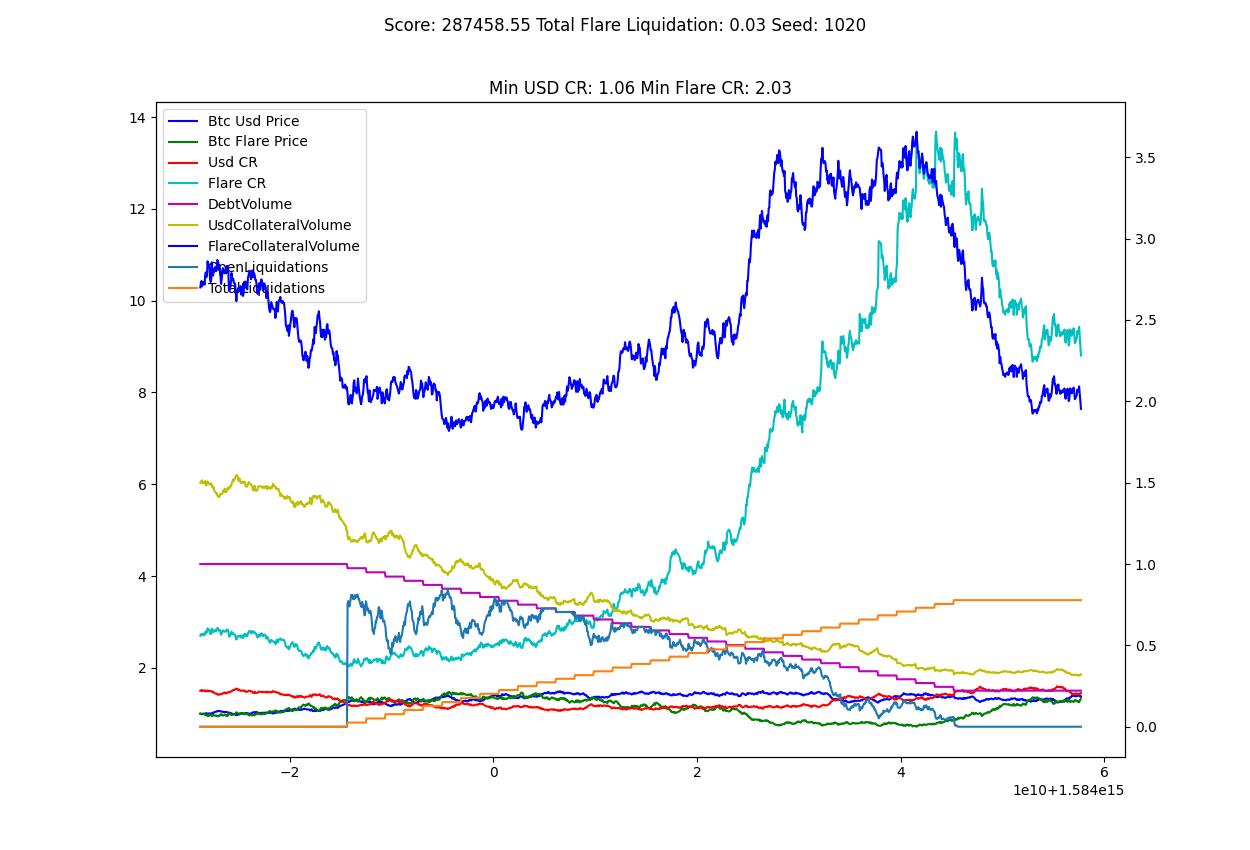 Score: 287458.55 Total Flare Liquidation: 0.03 Seed: 1020
Min USD CR: 1.06 Min Flare CR: 2.03
Btc Usd Price
Btc Flare Price
Usd CR
Flare CR
DebtVolume
UsdCollateralVolume
FlareCollateralVolume
OpenLiquidations
TotalLiquidations
14
12
10
8
6
4
2
3.5
3.0
2.5
2.0
1.5
1.0
0.5
0.0
−2
0
2
4
6
1e10+1.584e15